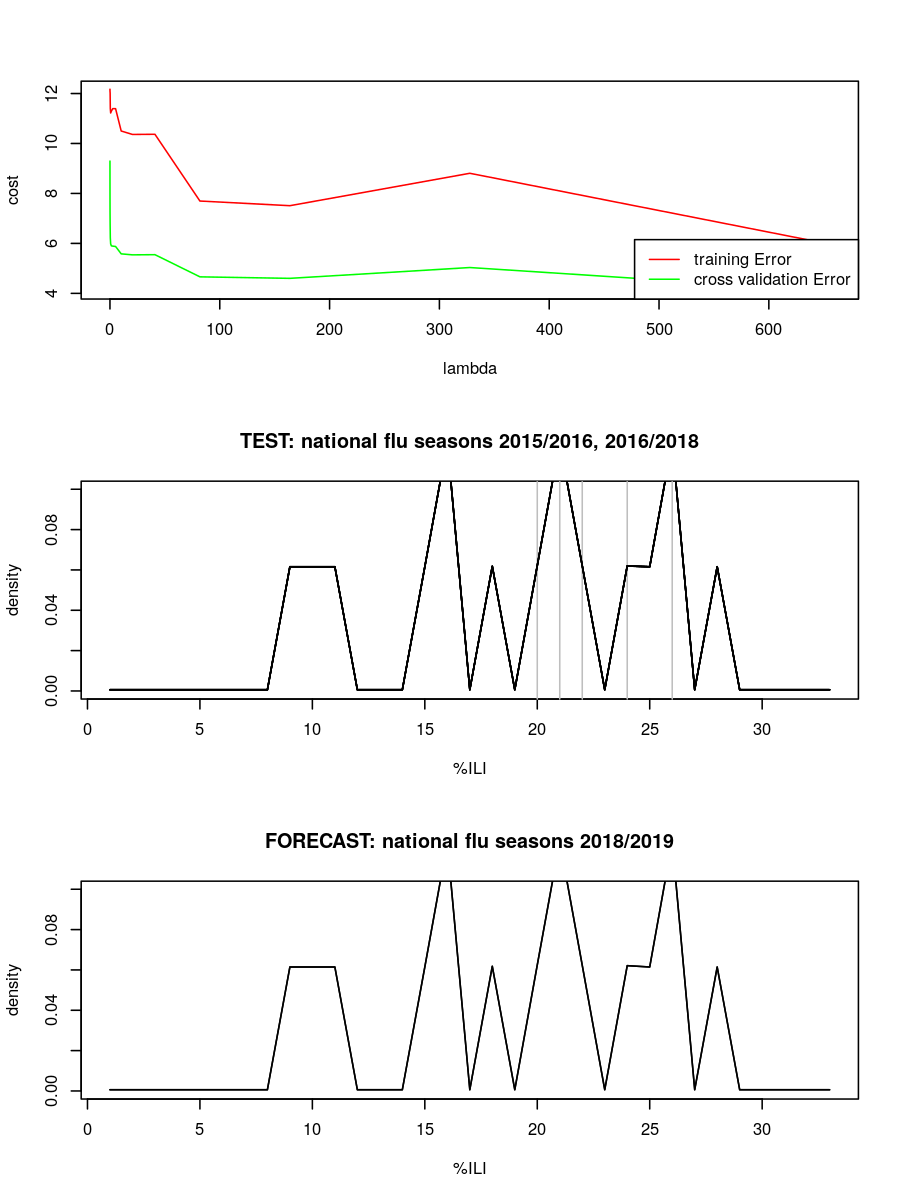 12
10
8
6
4
cost
training Error
cross validation Error
0 100 200 300 400 500 600
lambda
TEST: national flu seasons 2015/2016, 2016/2018
0.08
0.04
0.00
density
0 5 10 15 20 25 30
%ILI
FORECAST: national flu seasons 2018/2019
0.08
0.04
0.00
density
0 5 10 15 20 25 30
%ILI